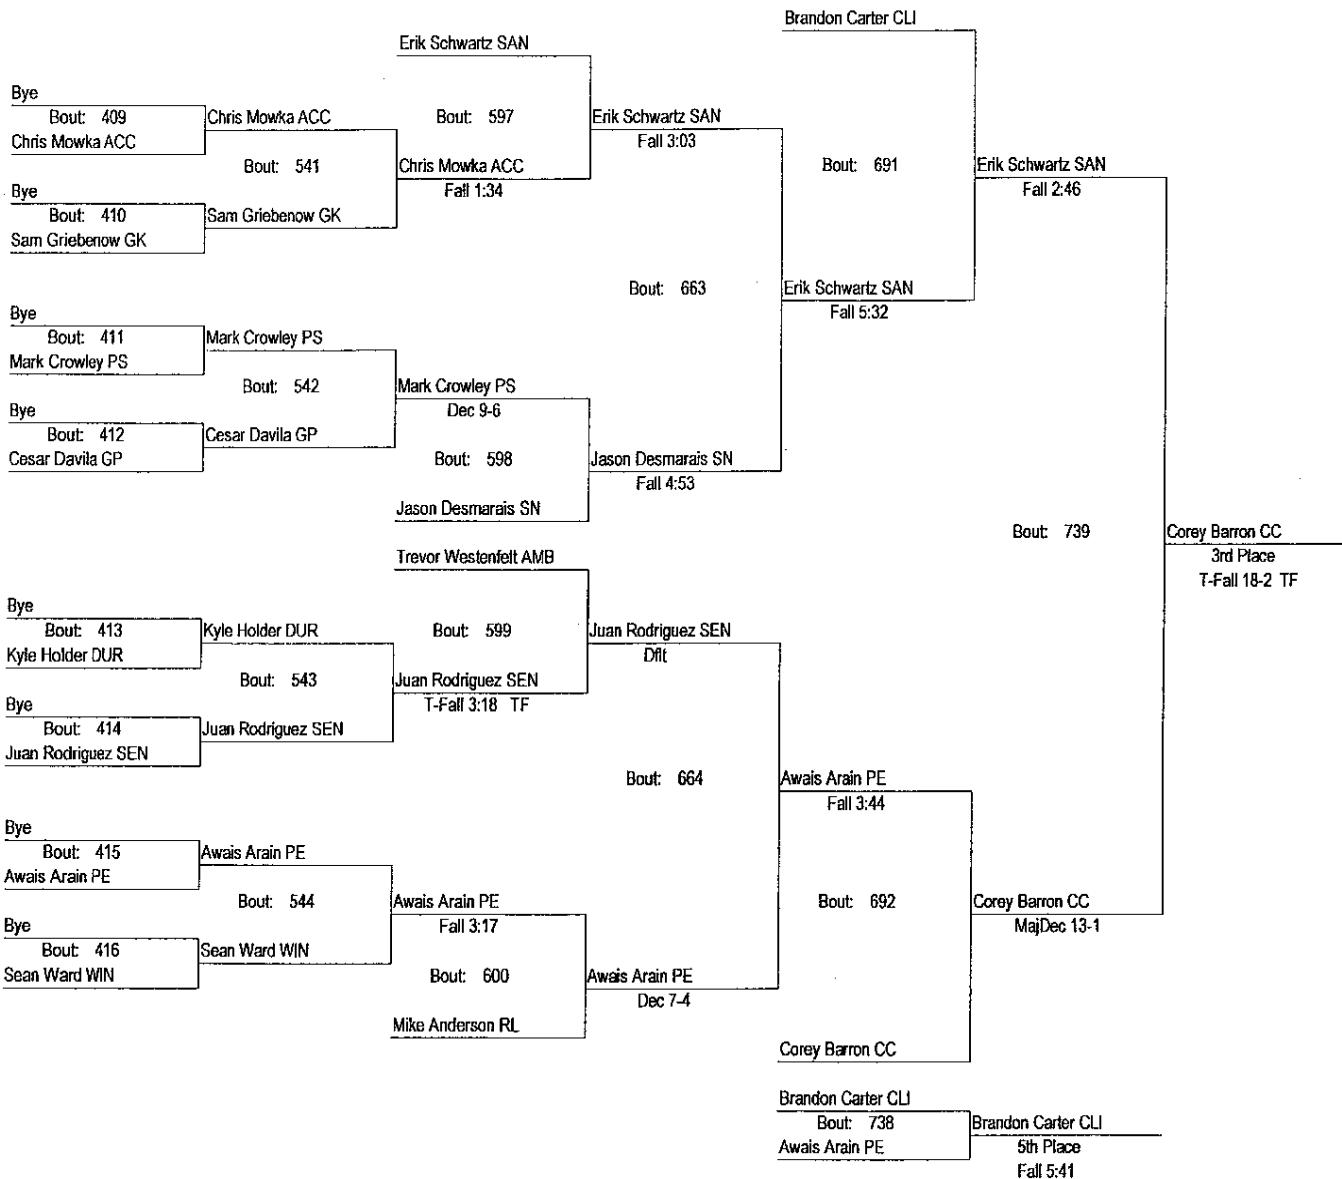 Brandon Carter CLI
Erik Schwartz SAN
Bye
Bout: 409
Chris Mowka ACC
Chris Mowka ACC
Bout: 597
Erik Schwartz SAN
Fall 3:03
Bout: 541
Chris Mowka ACC
Fall 1:34
Bout: 691
Erik Schwartz SAN
Fall 2:46
Bye
Bout: 410
Sam Griebenow GK
Sam Griebenow GK
Bout: 663
Erik Schwartz SAN
Fall 5:32
Bye
Bout: 411
Mark Crowley PS
Mark Crowley PS
Bout: 542
Mark Crowley PS
Dec 9-6
Bye
Bout: 412
Cesar Davila GP
Cesar Davila GP
Bout: 598
Jason Desmarais SN
Fall 4:53
Jason Desmarais SN
Bout: 739
Corey Barron CC
3rd Place
T-Fall 18-2 TF
Trevor Westenfelt AMB
Bye
Bout: 413
Kyle Holder DUR
Kyle Holder DUR
Bout: 599
Juan Rodriguez SEN
Dflt
Bout: 543
Juan Rodriguez SEN
T-Fall 3:18 TF
Bye
Bout: 414
Juan Rodriguez SEN
Juan Rodriguez SEN
Bout: 664
Awais Arain PE
Fall 3:44
Bye
Bout: 415
Awais Arain PE
Awais Arain PE
Bout: 544
Awais Arain PE
Fall 3:17
Bout: 692
Corey Barron CC
MajDec 13-1
Bye
Bout: 416
Sean Ward WIN
Sean Ward WIN
Bout: 600
Awais Arain PE
Dec 7-4
Mike Anderson RL
Corey Barron CC
Brandon Carter CLI
Bout: 738
Awais Arain PE
Brandon Carter CLI
5th Place
Fall 5:41